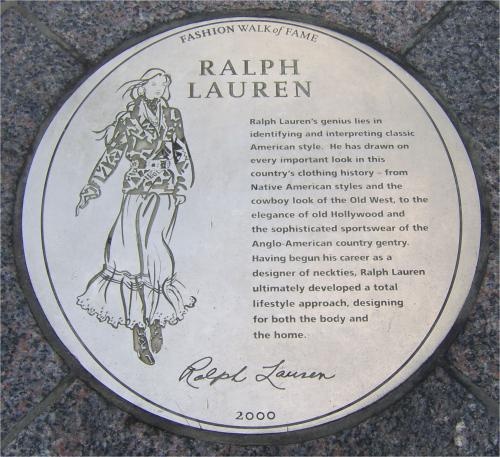 FASHION WALK of FAME
RALPH
LAUREN
Ralph Lauren's genius lies in
identifying and interpreting classic
American style. He has drawn on
every important look in this
country's clothing history – from
Native American styles and the
cowboy look of the Old West, to the
elegance of old Hollywood and
the sophisticated sportswear of the
Anglo-American country gentry.
Having begun his career as a
designer of neckties, Ralph Lauren
ultimately developed a total
lifestyle approach, designing
for both the body and
the home.
Ralph Lauren
2000